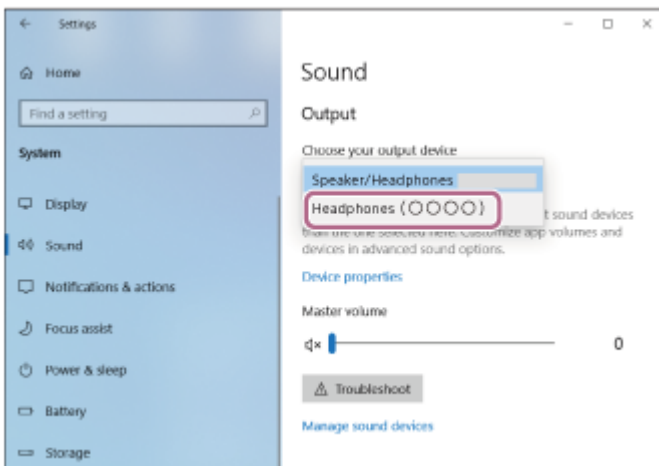 Settings
Home
Find a setting
System
Display
Sound
Notifications & actions
Focus assist
Power & sleep
Battery
Storage
Sound
Output
Choose your output device
Speaker/Headphones
Headphones (〇〇〇〇)
t sound devices
than the one selected here. Customize app volumes and
devices in advanced sound options.
Device properties
Master volume
0
Troubleshoot
Manage sound devices